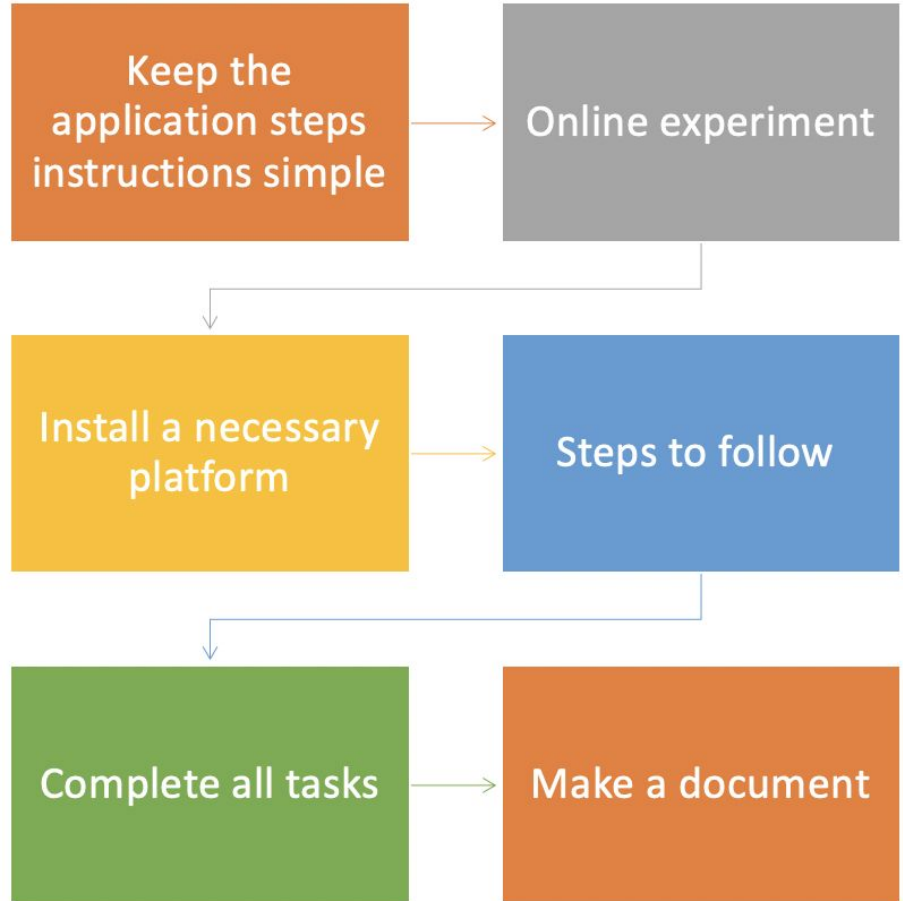 Keep the
application steps
instructions simple
Online experiment
Install a necessary
platform
Steps to follow
Complete all tasks
Make a document